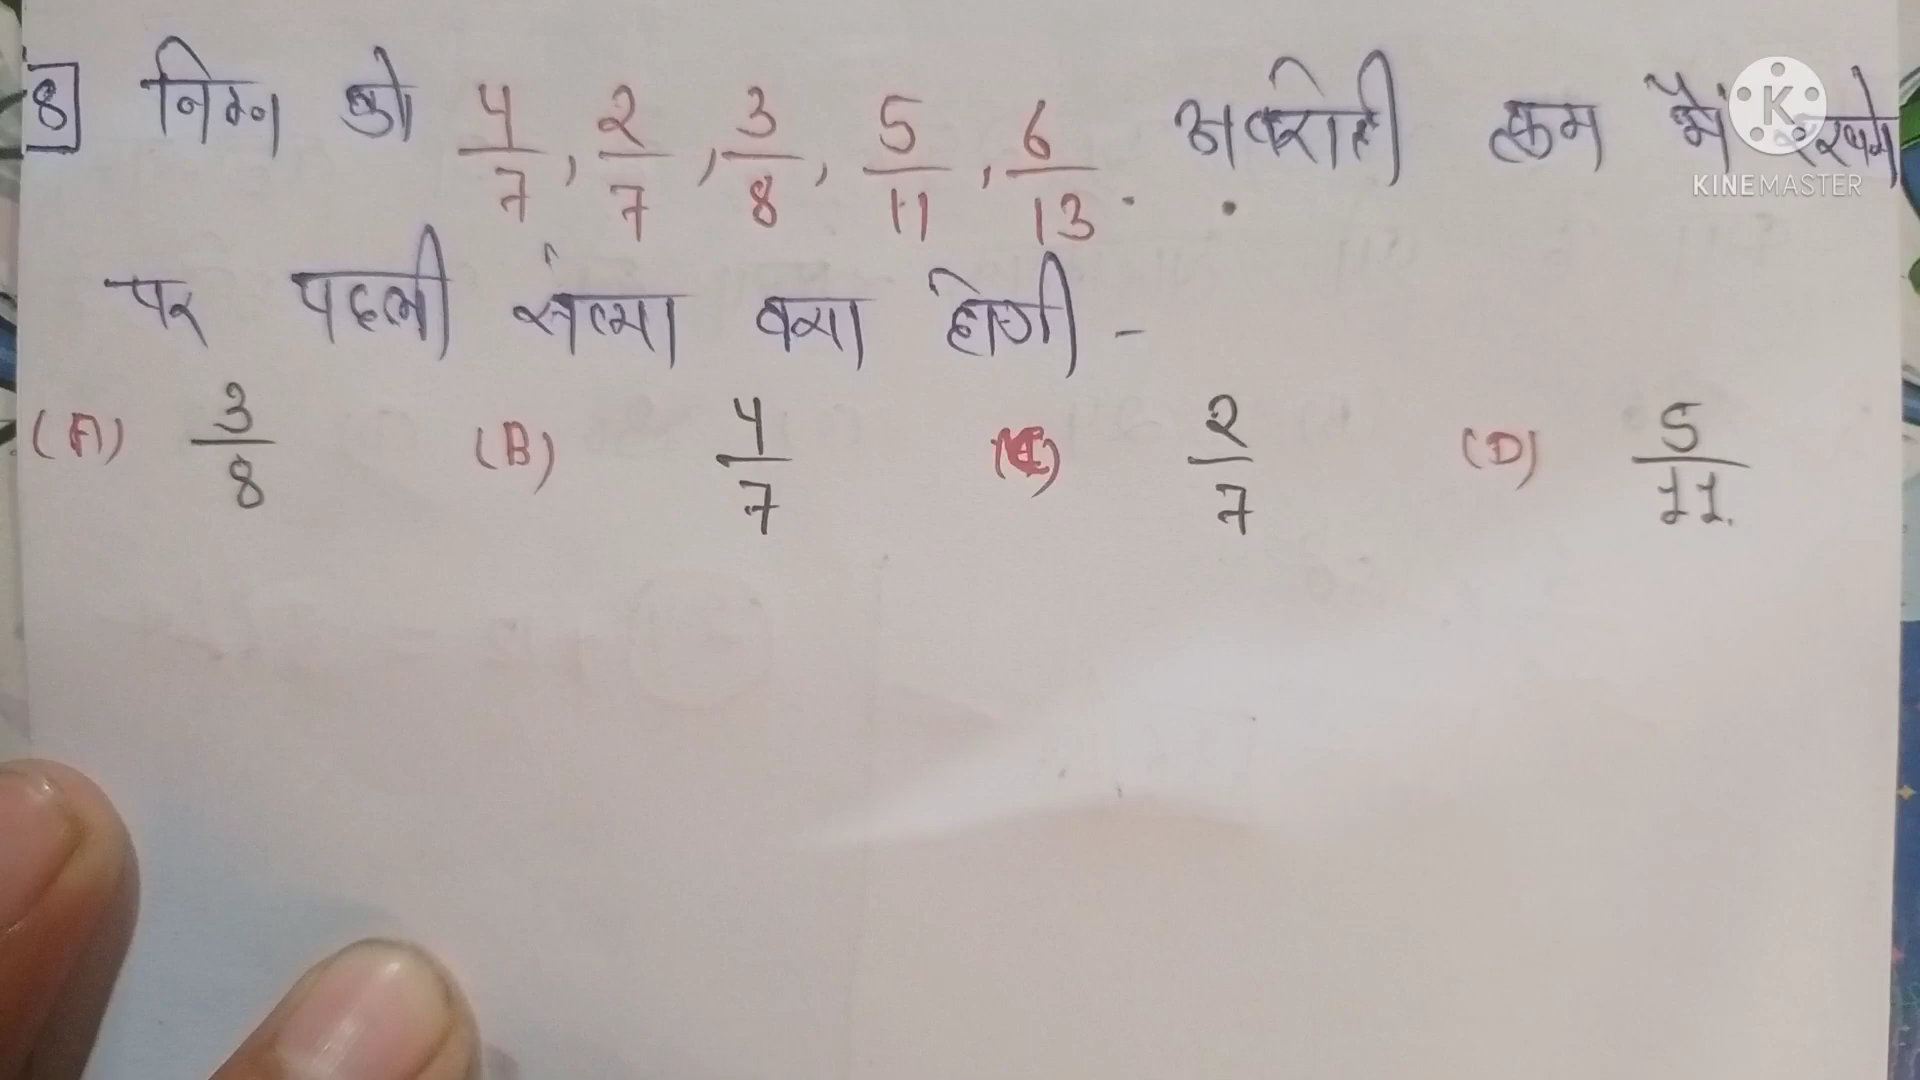 8 निम्न को 4/7, 2/7, 3/8, 5/11, 6/13. अवरोही क्रम में रखने
पर पहली संख्या क्या होगी -
(A) 3/8 (B) 4/7 (C) 2/7 (D) 5/11.
K
KINEMASTER